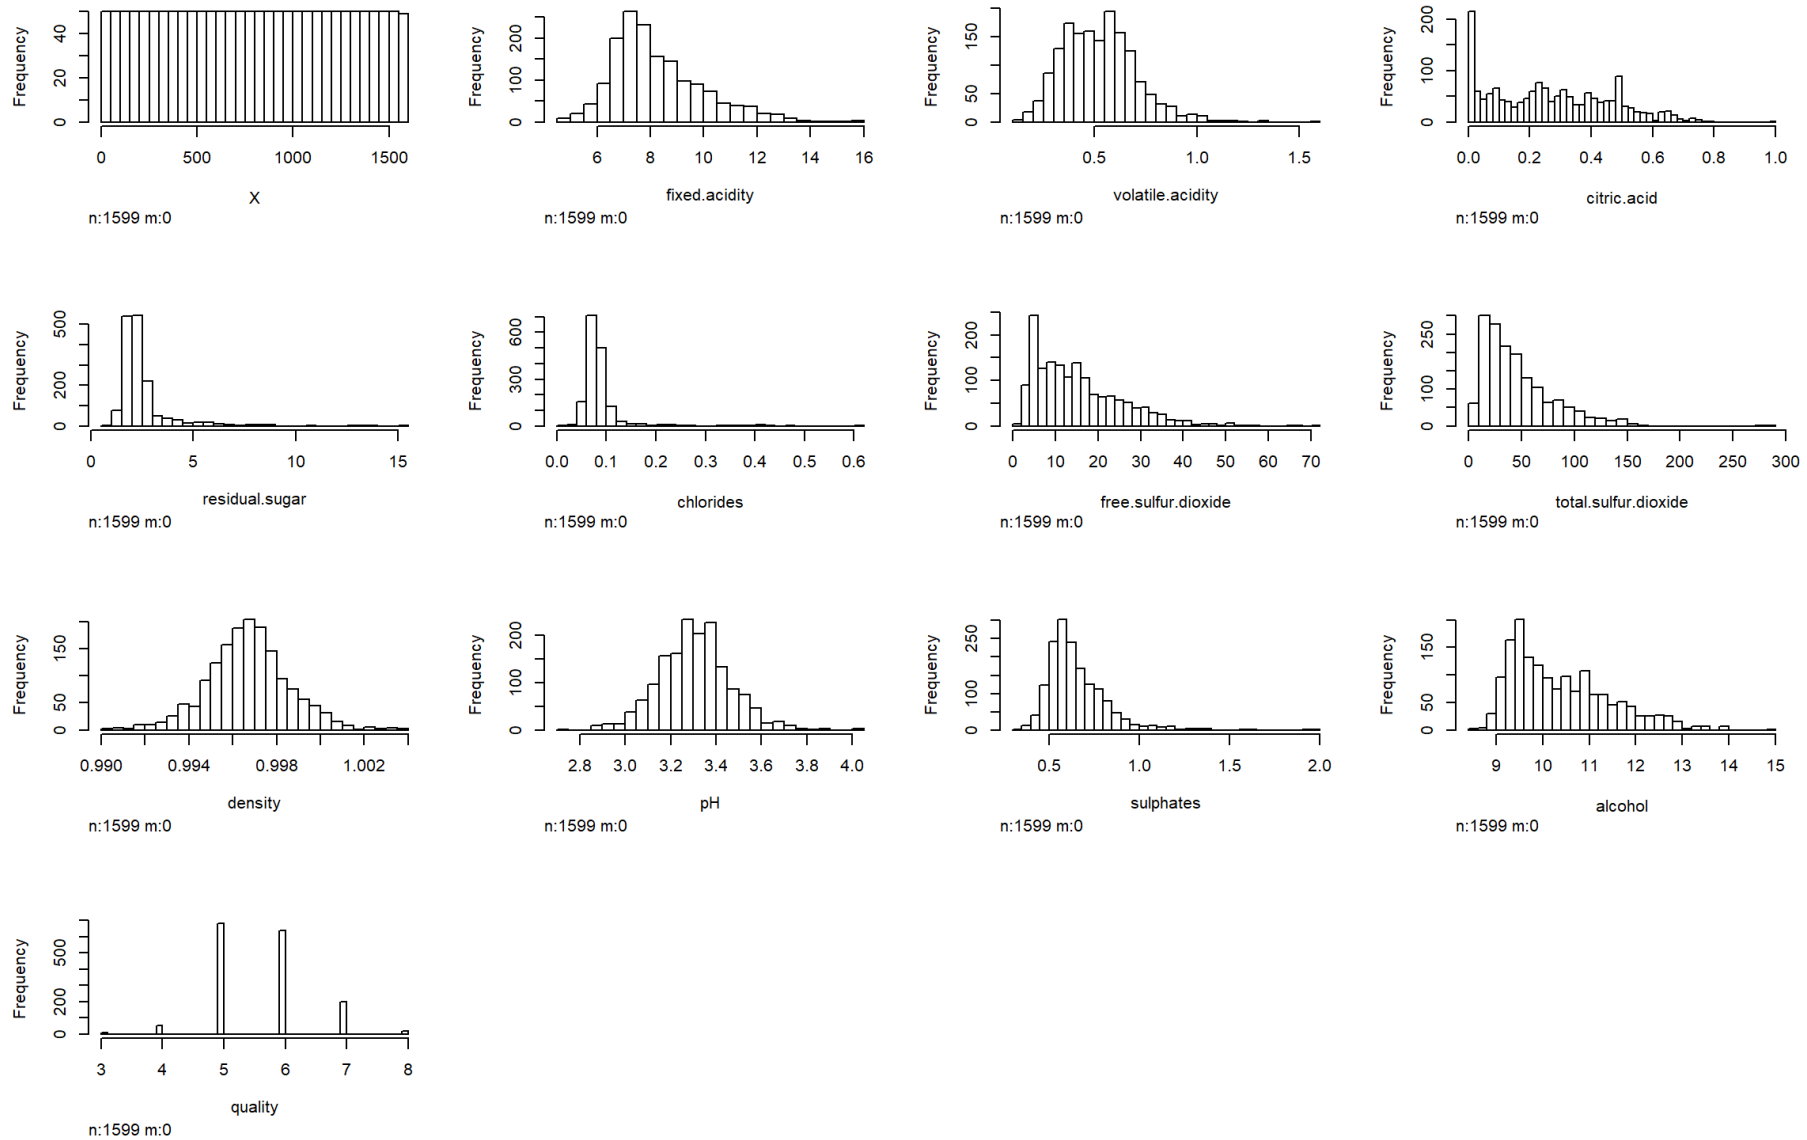 Frequency
0 20 40
0 500 1000 1500
X
n:1599 m:0
Frequency
0 100 200
6 8 10 12 14 16
fixed.acidity
n:1599 m:0
Frequency
0 50 150
0.5 1.0 1.5
volatile.acidity
n:1599 m:0
Frequency
0 100 200
0.0 0.2 0.4 0.6 0.8 1.0
citric.acid
n:1599 m:0
Frequency
0 200 500
0 5 10 15
residual.sugar
n:1599 m:0
Frequency
0 300 600
0.0 0.1 0.2 0.3 0.4 0.5 0.6
chlorides
n:1599 m:0
Frequency
0 100 200
0 10 20 30 40 50 60 70
free.sulfur.dioxide
n:1599 m:0
Frequency
0 100 250
0 50 100 150 200 250 300
total.sulfur.dioxide
n:1599 m:0
Frequency
0 50 150
0.990 0.994 0.998 1.002
density
n:1599 m:0
Frequency
0 100 200
2.8 3.0 3.2 3.4 3.6 3.8 4.0
pH
n:1599 m:0
Frequency
0 100 250
0.5 1.0 1.5 2.0
sulphates
n:1599 m:0
Frequency
0 50 150
9 10 11 12 13 14 15
alcohol
n:1599 m:0
Frequency
0 200 500
3 4 5 6 7 8
quality
n:1599 m:0